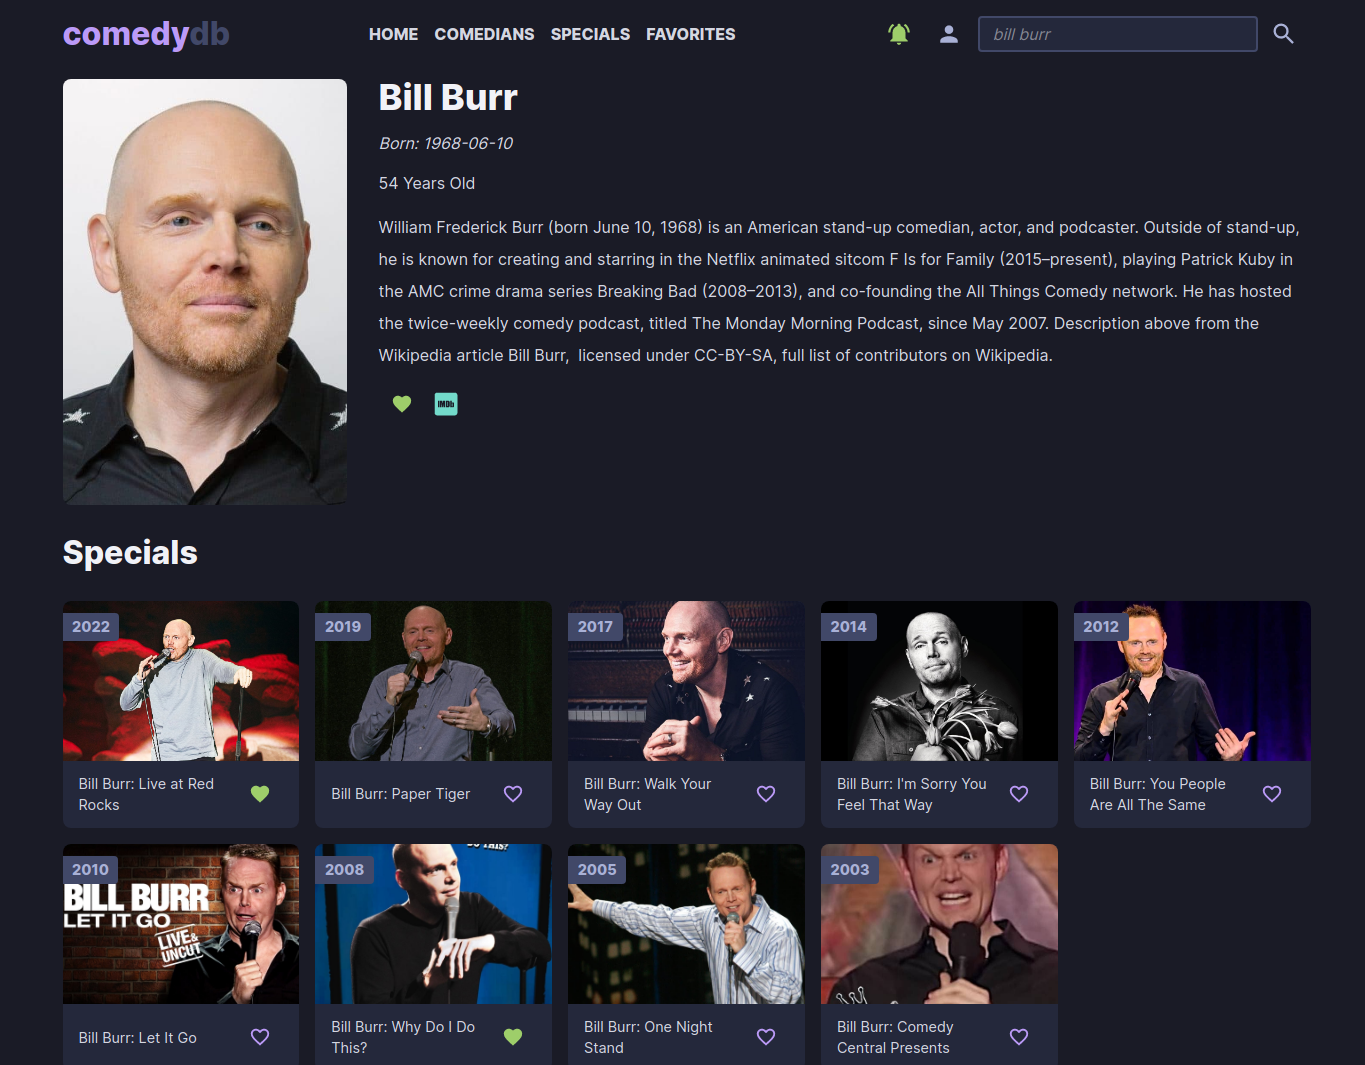 comedydb
HOME COMEDIANS SPECIALS FAVORITES
bill burr
Bill Burr
Born: 1968-06-10
54 Years Old
William Frederick Burr (born June 10, 1968) is an American stand-up comedian, actor, and podcaster. Outside of stand-up,
he is known for creating and starring in the Netflix animated sitcom F Is for Family (2015–present), playing Patrick Kuby in
the AMC crime drama series Breaking Bad (2008–2013), and co-founding the All Things Comedy network. He has hosted
the twice-weekly comedy podcast, titled The Monday Morning Podcast, since May 2007. Description above from the
Wikipedia article Bill Burr,  licensed under CC-BY-SA, full list of contributors on Wikipedia.
IMDb
Specials
2022
Bill Burr: Live at Red
Rocks
2019
Bill Burr: Paper Tiger
2017
Bill Burr: Walk Your
Way Out
2014
Bill Burr: I'm Sorry You
Feel That Way
2012
Bill Burr: You People
Are All The Same
2010
BILL BURR
LET IT GO
LIVE &
UNCUT
Bill Burr: Let It Go
2008
DO THIS?
Bill Burr: Why Do I Do
This?
2005
Bill Burr: One Night
Stand
2003
Bill Burr: Comedy
Central Presents